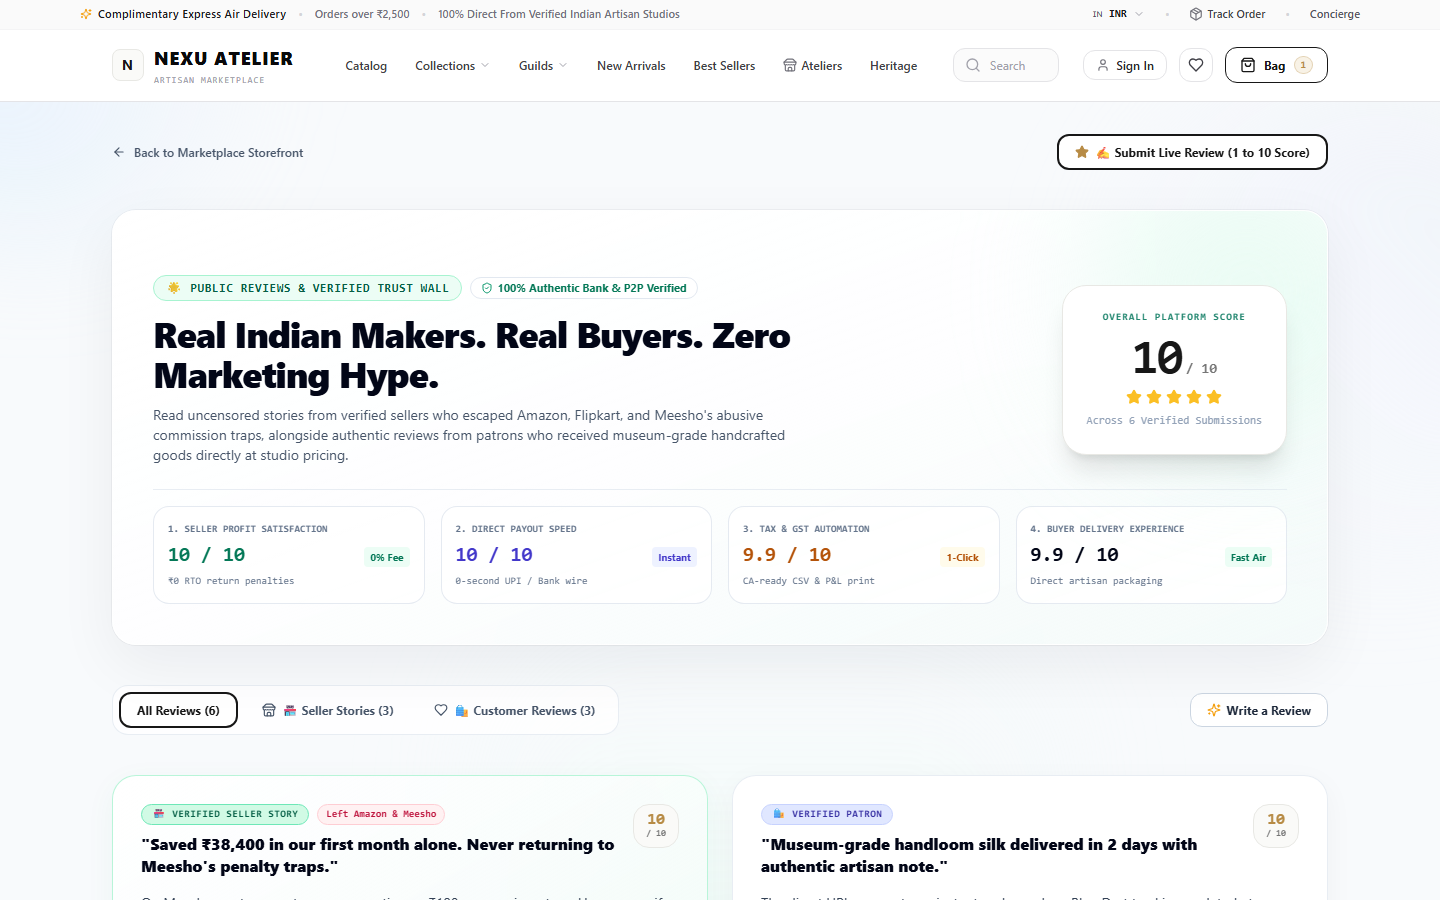 Complimentary Express Air Delivery • Orders over ₹2,500 • 100% Direct From Verified Indian Artisan Studios
IN INR • Track Order • Concierge
N NEXU ATELIER
ARTISAN MARKETPLACE
Catalog Collections Guilds New Arrivals Best Sellers Ateliers Heritage
Search
Sign In
Bag 1
Back to Marketplace Storefront
✍️ Submit Live Review (1 to 10 Score)
🌟 PUBLIC REVIEWS & VERIFIED TRUST WALL
100% Authentic Bank & P2P Verified
Real Indian Makers. Real Buyers. Zero
Marketing Hype.
Read uncensored stories from verified sellers who escaped Amazon, Flipkart, and Meesho's abusive
commission traps, alongside authentic reviews from patrons who received museum-grade handcrafted
goods directly at studio pricing.
OVERALL PLATFORM SCORE
10 / 10
Across 6 Verified Submissions
1. SELLER PROFIT SATISFACTION
10 / 10
0% Fee
₹0 RTO return penalties
2. DIRECT PAYOUT SPEED
10 / 10
Instant
0-second UPI / Bank wire
3. TAX & GST AUTOMATION
9.9 / 10
1-Click
CA-ready CSV & P&L print
4. BUYER DELIVERY EXPERIENCE
9.9 / 10
Fast Air
Direct artisan packaging
All Reviews (6)
🏪 Seller Stories (3)
🛍️ Customer Reviews (3)
Write a Review
🏪 VERIFIED SELLER STORY
Left Amazon & Meesho
10
/ 10
"Saved ₹38,400 in our first month alone. Never returning to
Meesho's penalty traps."
🛍️ VERIFIED PATRON
10
/ 10
"Museum-grade handloom silk delivered in 2 days with
authentic artisan note."